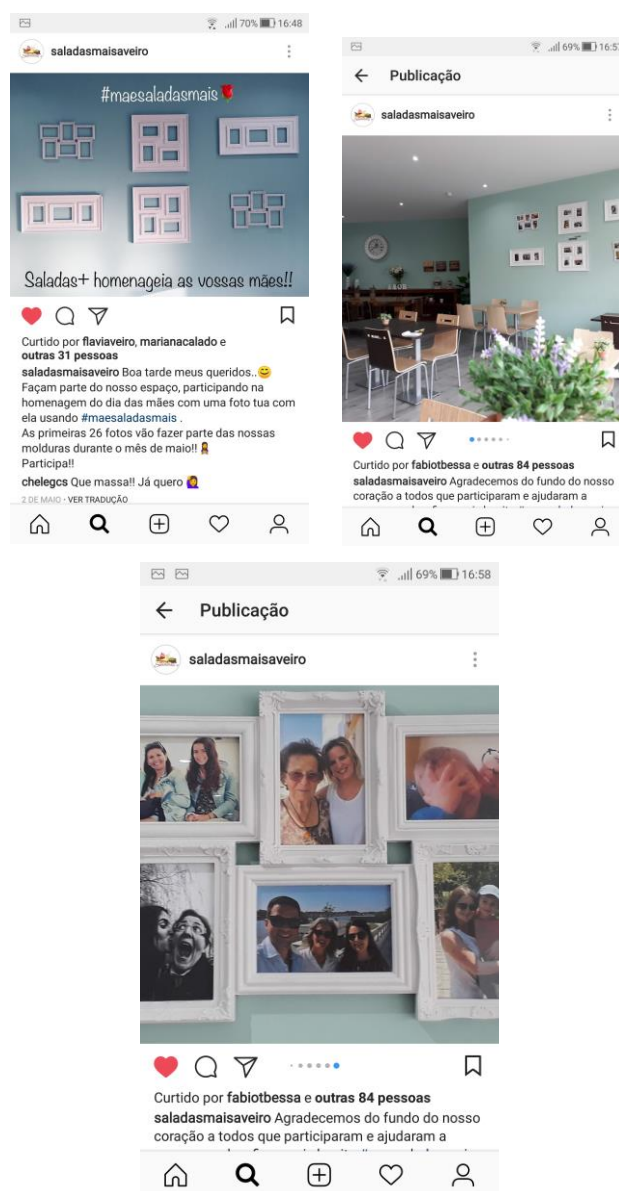 70% 16:48
saladasmaisaveiro
#maesaladasmais🌹
Saladas+ homenageia as vossas mães!!
Curtido por flaviaveiro, marianacalado e
outras 31 pessoas
saladasmaisaveiro Boa tarde meus queridos..😊
Façam parte do nosso espaço, participando na
homenagem do dia das mães com uma foto tua com
ela usando #maesaladasmais .
As primeiras 26 fotos vão fazer parte das nossas
molduras durante o mês de maio!!
Participa!!
chelegcs Que massa!! Já quero
2 DE MAIO · VER TRADUÇÃO
69% 16:57
Publicação
saladasmaisaveiro
Curtido por fabiotbessa e outras 84 pessoas
saladasmaisaveiro Agradecemos do fundo do nosso
coração a todos que participaram e ajudaram a
69% 16:58
Publicação
saladasmaisaveiro
Curtido por fabiotbessa e outras 84 pessoas
saladasmaisaveiro Agradecemos do fundo do nosso
coração a todos que participaram e ajudaram a